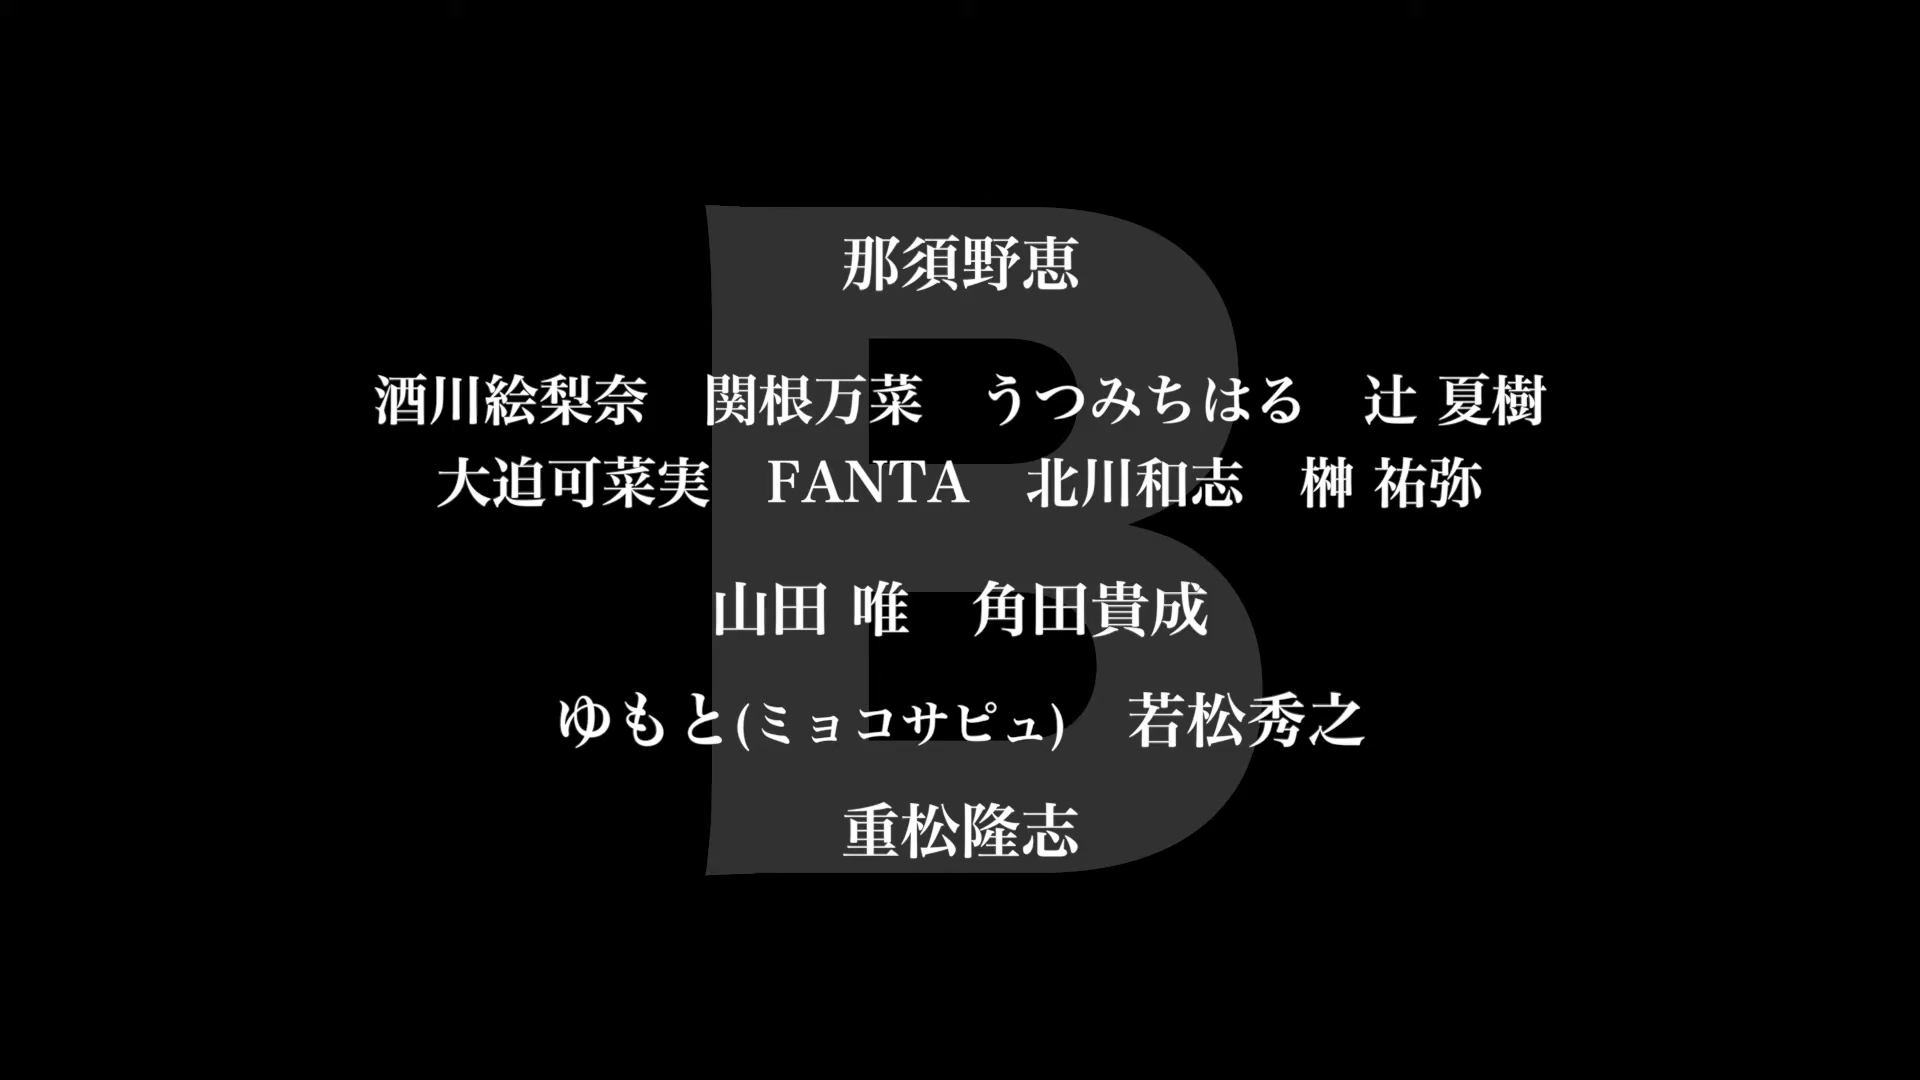 B
那須野恵
酒川絵梨奈　関根万菜　うつみちはる　辻 夏樹
大迫可菜実　FANTA　北川和志　榊 祐弥
山田 唯　角田貴成
ゆもと(ミョコサピュ)　若松秀之
重松隆志